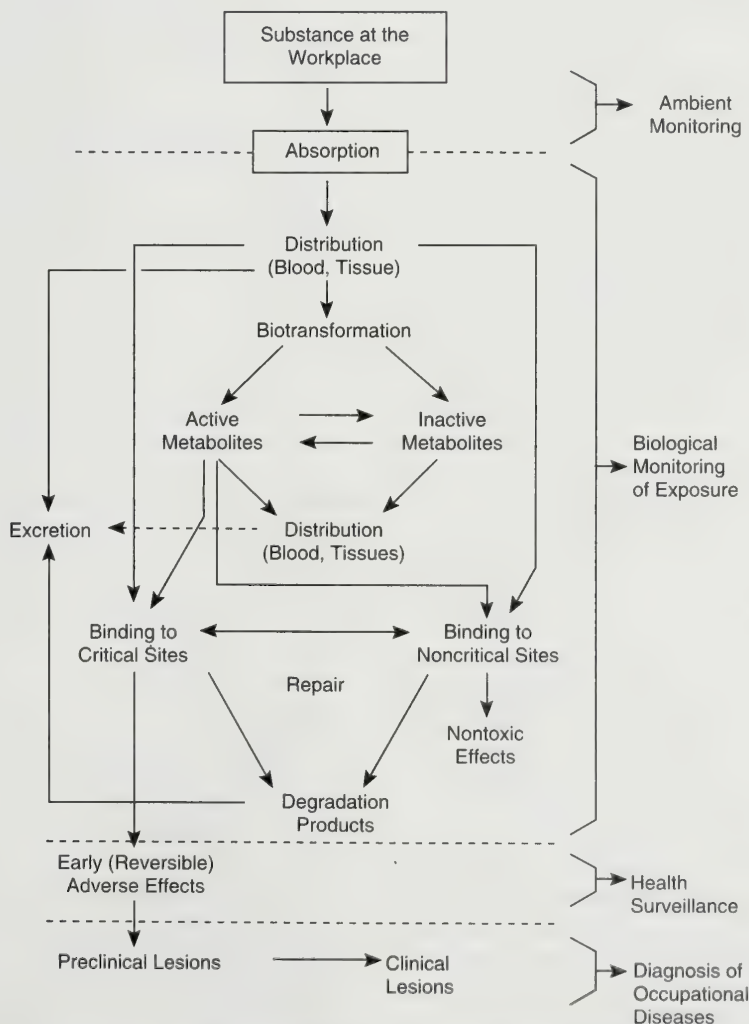 Substance at the
Workplace
Ambient
Monitoring
Absorption
Distribution
(Blood, Tissue)
Biotransformation
Active
Metabolites
Inactive
Metabolites
Biological
Monitoring
of Exposure
Excretion
Distribution
(Blood, Tissues)
Binding to
Critical Sites
Binding to
Noncritical Sites
Repair
Nontoxic
Effects
Degradation
Products
Early (Reversible)
Adverse Effects
Health
Surveillance
Preclinical Lesions
Clinical
Lesions
Diagnosis of
Occupational
Diseases